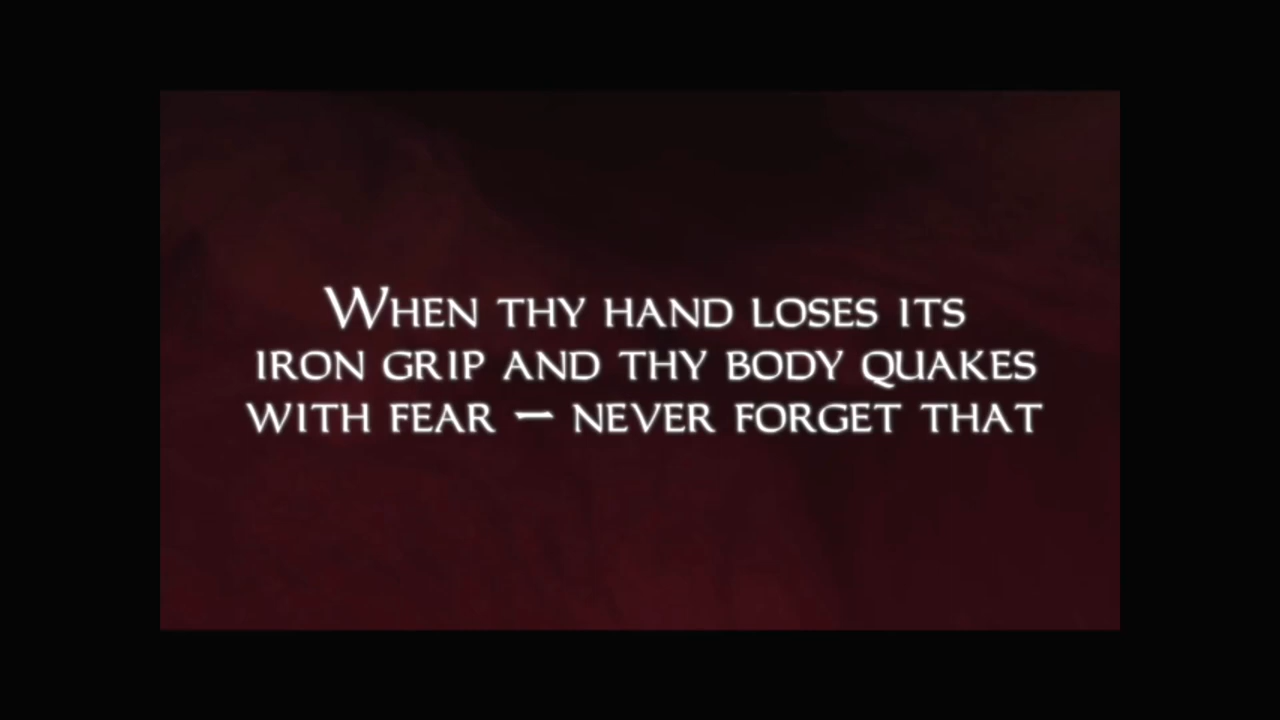 When thy hand loses its
iron grip and thy body quakes
with fear – never forget that